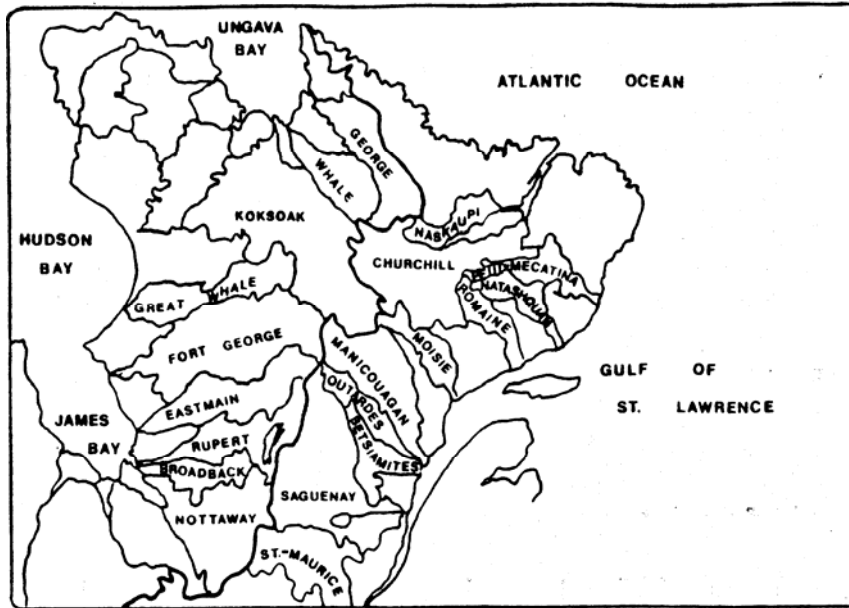 UNGAVA
BAY
ATLANTIC OCEAN
GEORGE
WHALE
KOKSOAK
NASKAUPI
HUDSON
BAY
CHURCHILL
PETIT MECATINA
NATASHQUAN
GREAT WHALE
ROMAINE
FORT GEORGE
MOISIE
MANICOUAGAN
GULF OF
ST. LAWRENCE
OUTARDES
EASTMAIN
JAMES
BAY
BETSIAMITES
RUPERT
BROADBACK
SAGUENAY
NOTTAWAY
ST-MAURICE